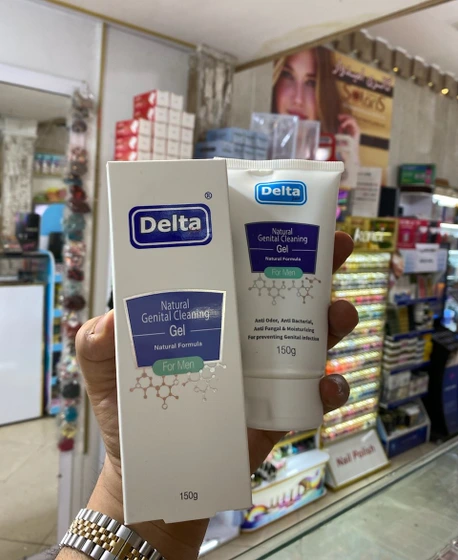 Delta
®
Natural
Genital Cleaning
Gel
Natural Formula
For Men
150g
Delta
Natural
Genital Cleaning
Gel
Natural Formula
For Men
Anti Odor, Anti Bacterial,
Anti Fungal & Moisturizing
For preventing Genital Infection
150g
Nail Polish